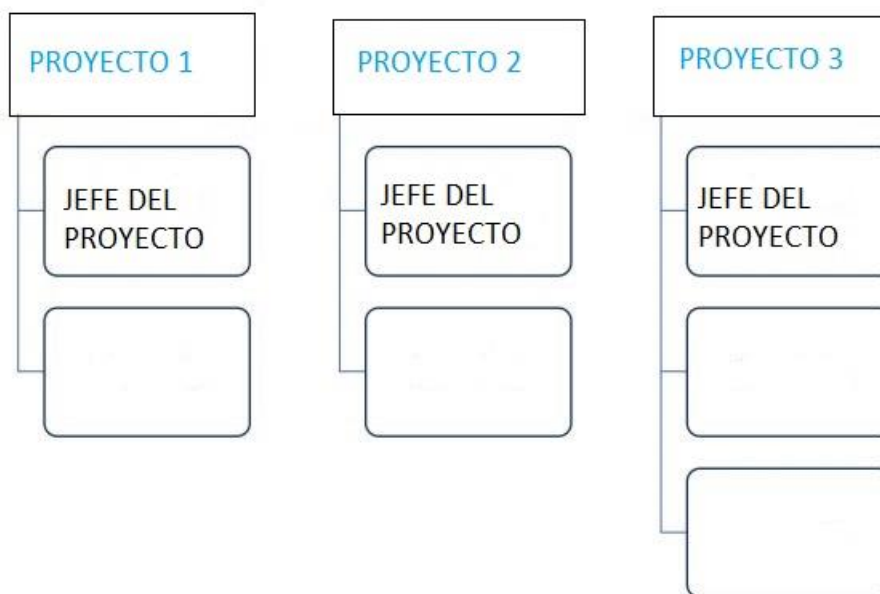 PROYECTO 1
PROYECTO 2
PROYECTO 3
JEFE DEL
PROYECTO
JEFE DEL
PROYECTO
JEFE DEL
PROYECTO